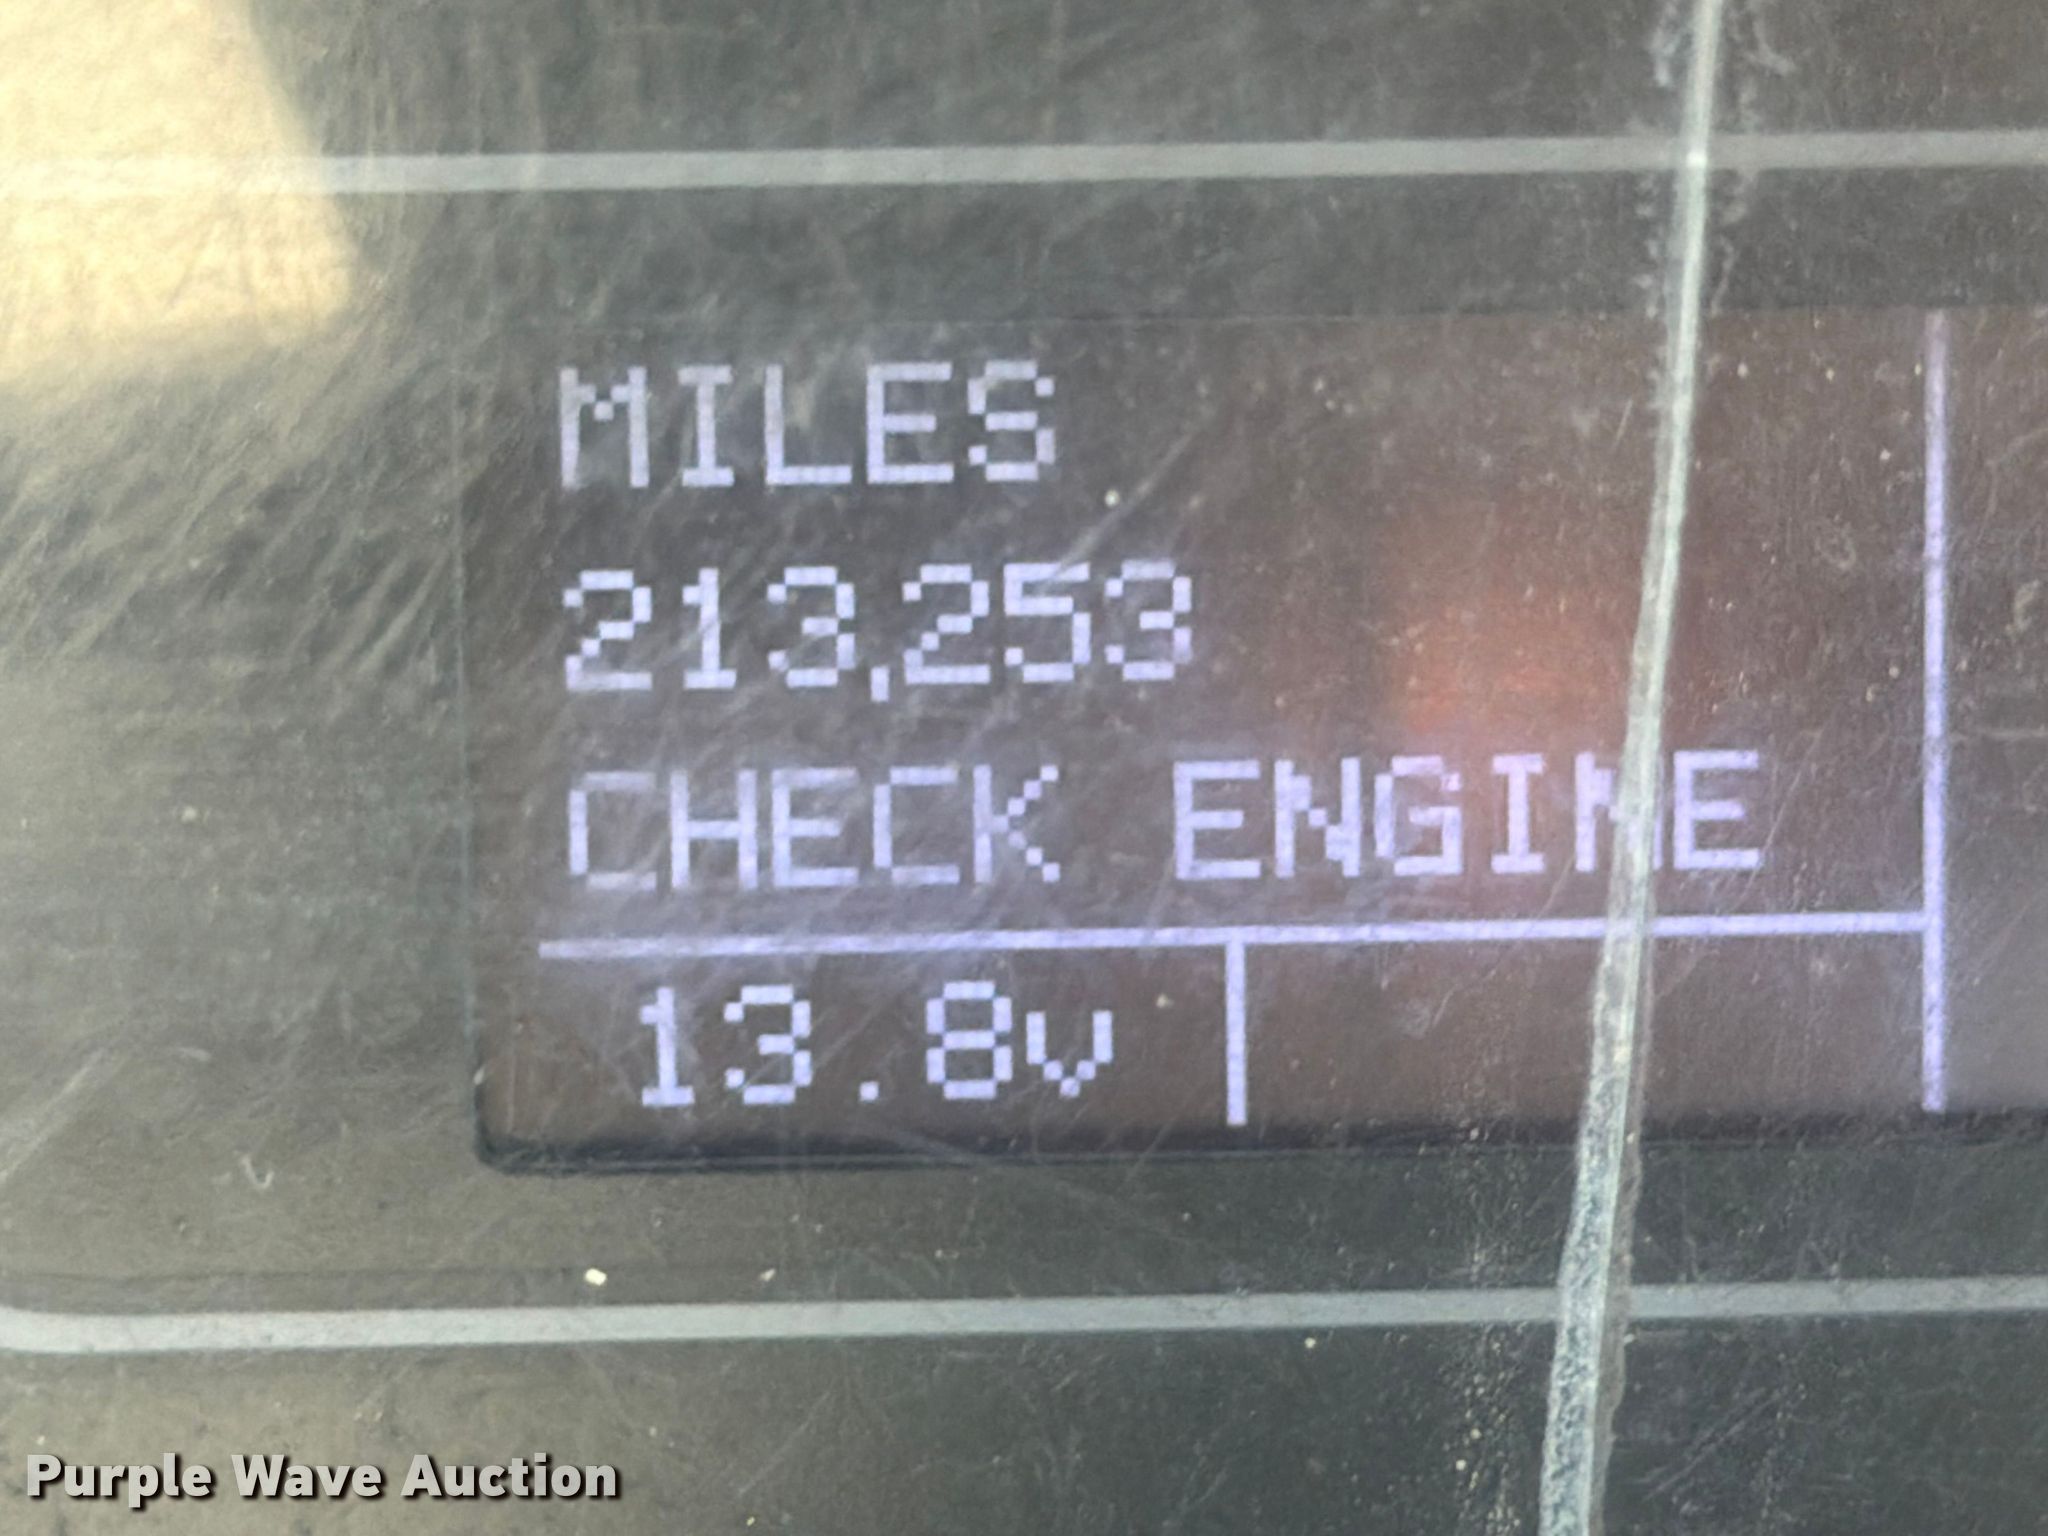 MILES
213,253
CHECK ENGINE
13.8v
Purple Wave Auction